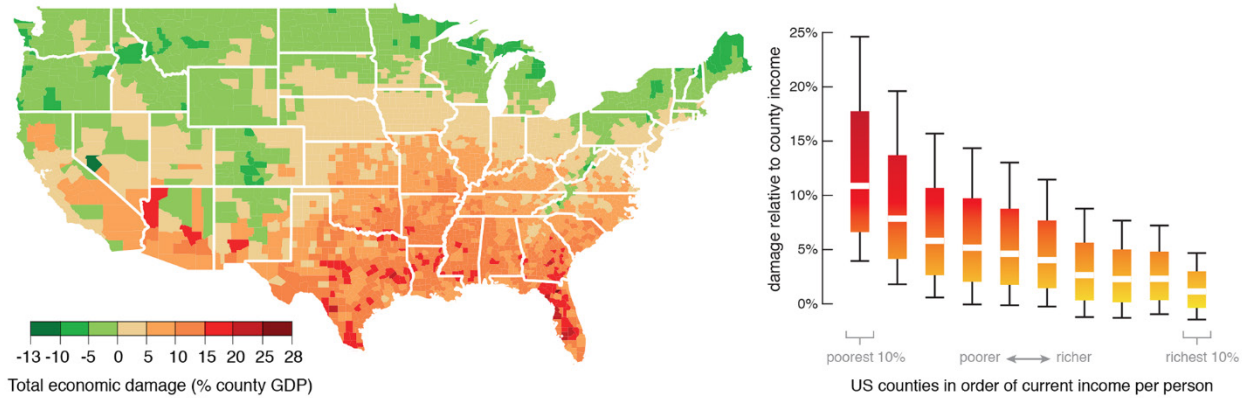 -13 -10 -5 0 5 10 15 20 25 28
Total economic damage (% county GDP)
damage relative to county income
25%
20%
15%
10%
5%
0%
poorest 10%
poorer
richer
richest 10%
US counties in order of current income per person